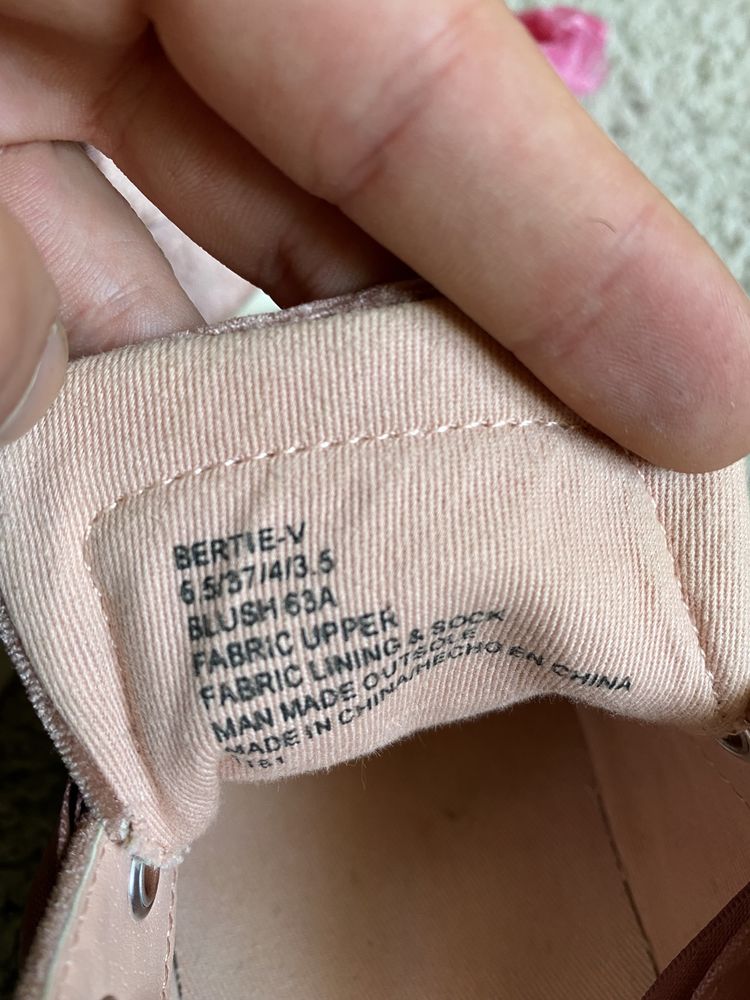 BERTIE-V
6.5/37/4/3.5
BLUSH 63A
FABRIC UPPER
FABRIC LINING & SOCK
MAN MADE OUTSOLE
MADE IN CHINA/HECHO EN CHINA